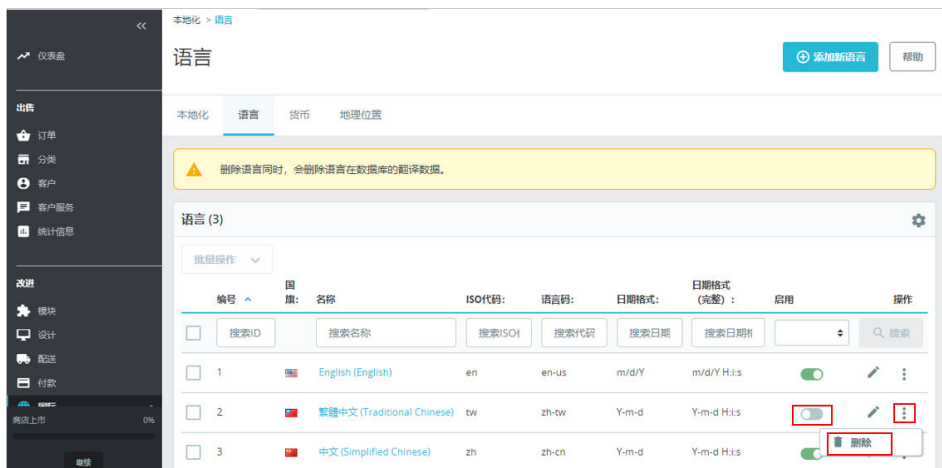 本地化 > 语言
仪表盘
语言
添加新语言
帮助
出售
订单
分类
客户
客户服务
统计信息
改进
模块
设计
配送
付款
国际
商店上市 0%
继续
本地化 语言 货币 地理位置
删除语言同时，会删除语言在数据库的翻译数据。
语言 (3)
批量操作
编号 国旗: 名称 ISO代码: 语言码: 日期格式: 日期格式(完整) : 启用 操作
搜索ID 搜索名称 搜索ISO 搜索代码 搜索日期 搜索日期 搜索
1 English (English) en en-us m/d/Y m/d/Y H:i:s
2 繁體中文 (Traditional Chinese) tw zh-tw Y-m-d Y-m-d H:i:s
删除
3 中文 (Simplified Chinese) zh zh-cn Y-m-d Y-m-d H:i:s